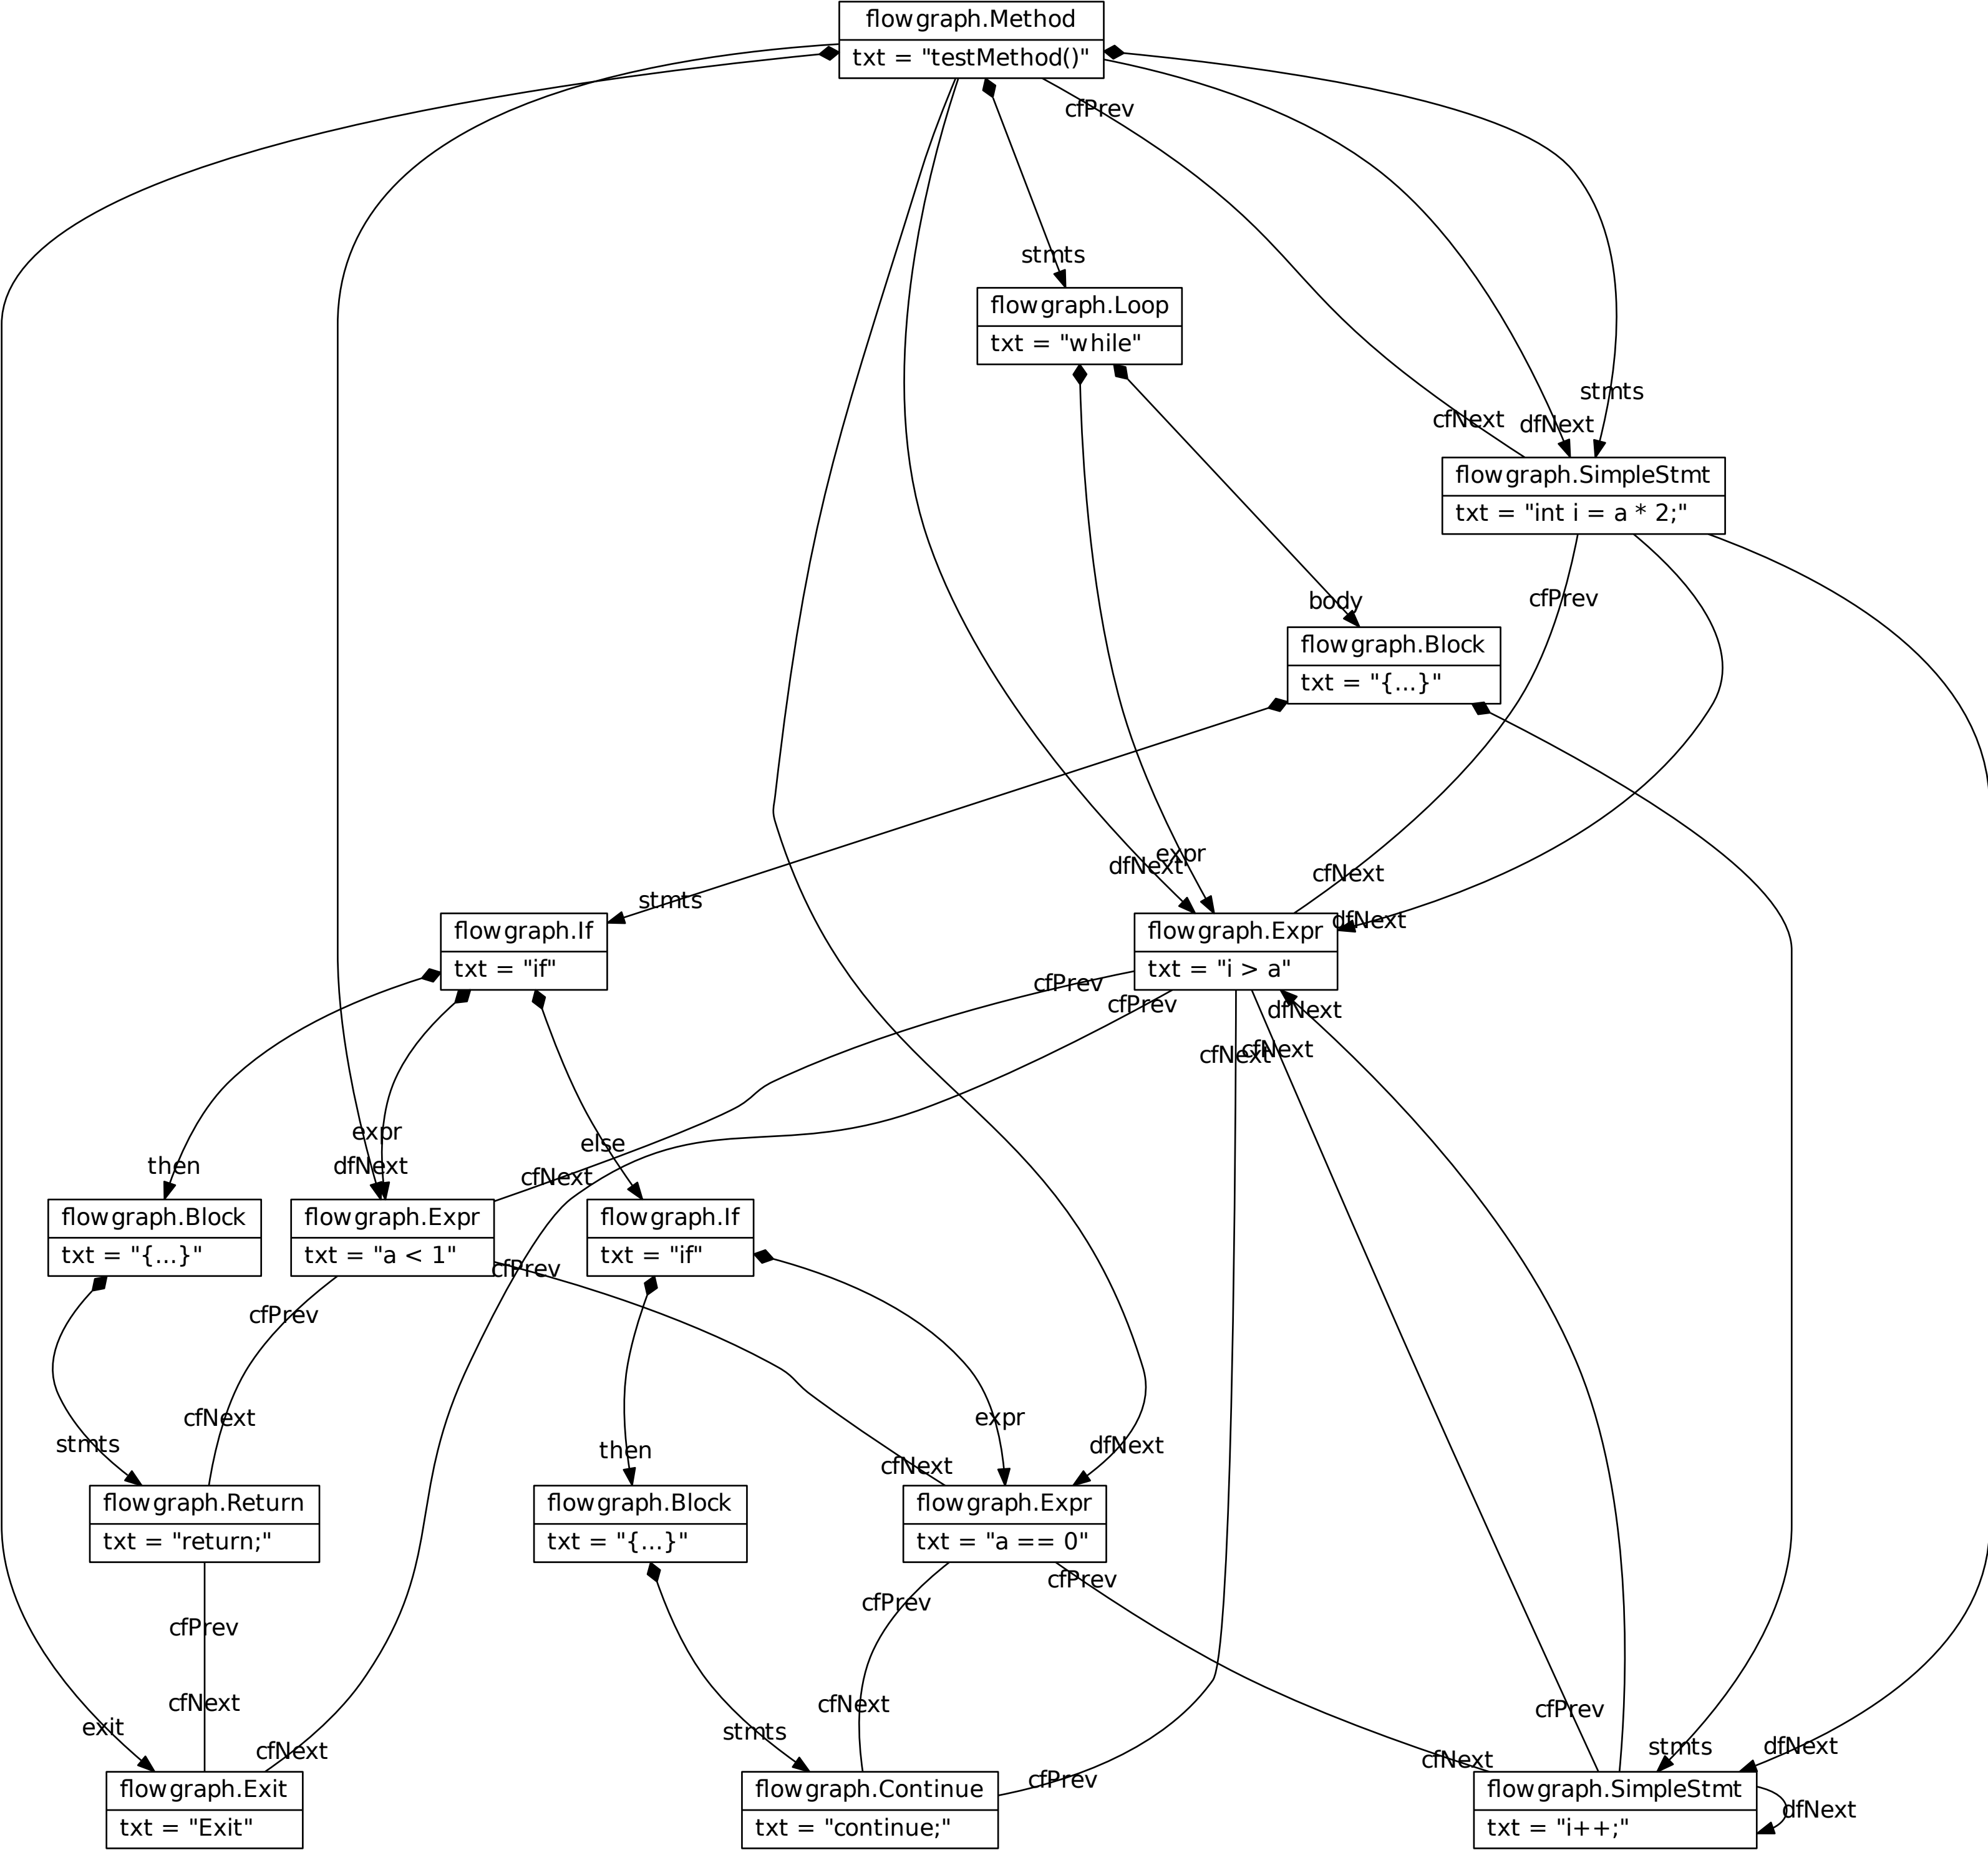 flowgraph.Method
txt = "testMethod()"
cfPrev
stmts
flowgraph.Loop
txt = "while"
stmts
cfNext
dfNext
flowgraph.SimpleStmt
txt = "int i = a * 2;"
cfPrev
body
flowgraph.Block
txt = "{...}"
expr
dfNext
cfNext
stmts
dfNext
flowgraph.If
txt = "if"
flowgraph.Expr
txt = "i > a"
cfPrev
cfPrev
dfNext
cfNext
cfNext
expr
else
then
dfNext
cfNext
flowgraph.Block
txt = "{...}"
flowgraph.Expr
txt = "a < 1"
flowgraph.If
txt = "if"
cfPrev
cfPrev
cfNext
expr
stmts
then
dfNext
cfNext
flowgraph.Return
txt = "return;"
flowgraph.Block
txt = "{...}"
flowgraph.Expr
txt = "a == 0"
cfPrev
cfPrev
cfPrev
cfNext
cfNext
cfPrev
exit
stmts
cfNext
stmts
dfNext
cfNext
cfPrev
flowgraph.Exit
txt = "Exit"
flowgraph.Continue
txt = "continue;"
flowgraph.SimpleStmt
txt = "i++;"
dfNext